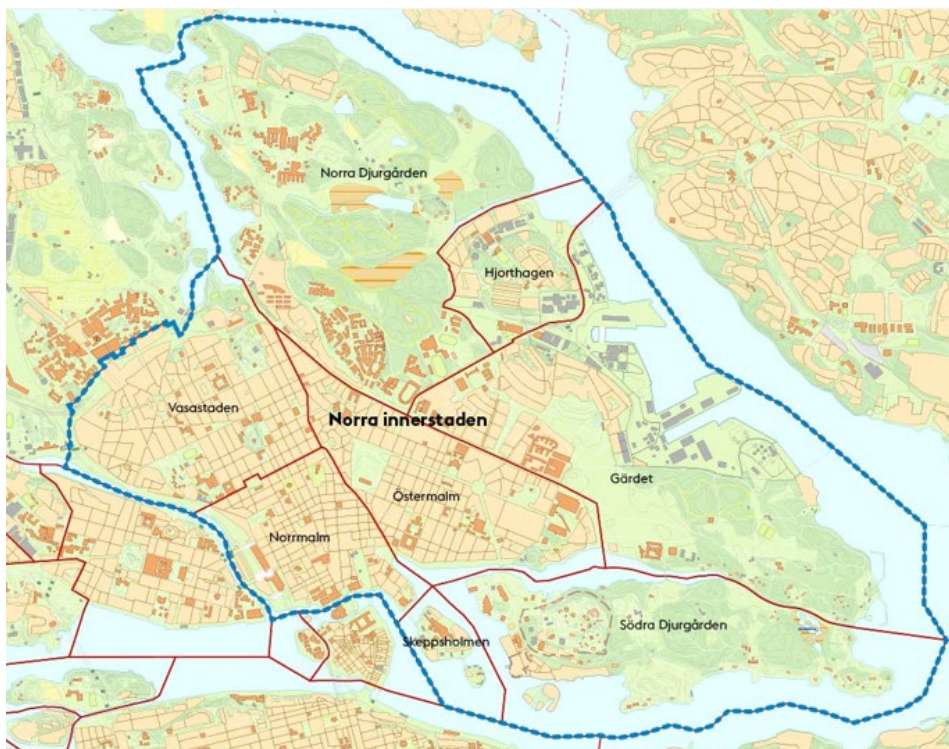 Norra Djurgården
Hjorthagen
Vasastaden
Norra innerstaden
Gärdet
Östermalm
Norrmalm
Södra Djurgården
Skeppsholmen